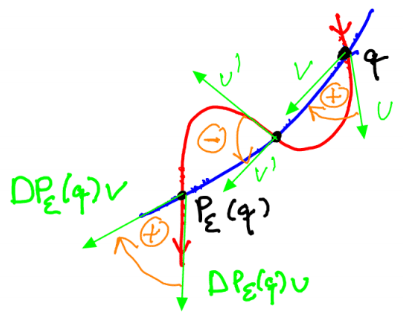 q
V
+
U
U'
−
V'
DP_ε(q)V
P_ε(q)
+
DP_ε(q)U